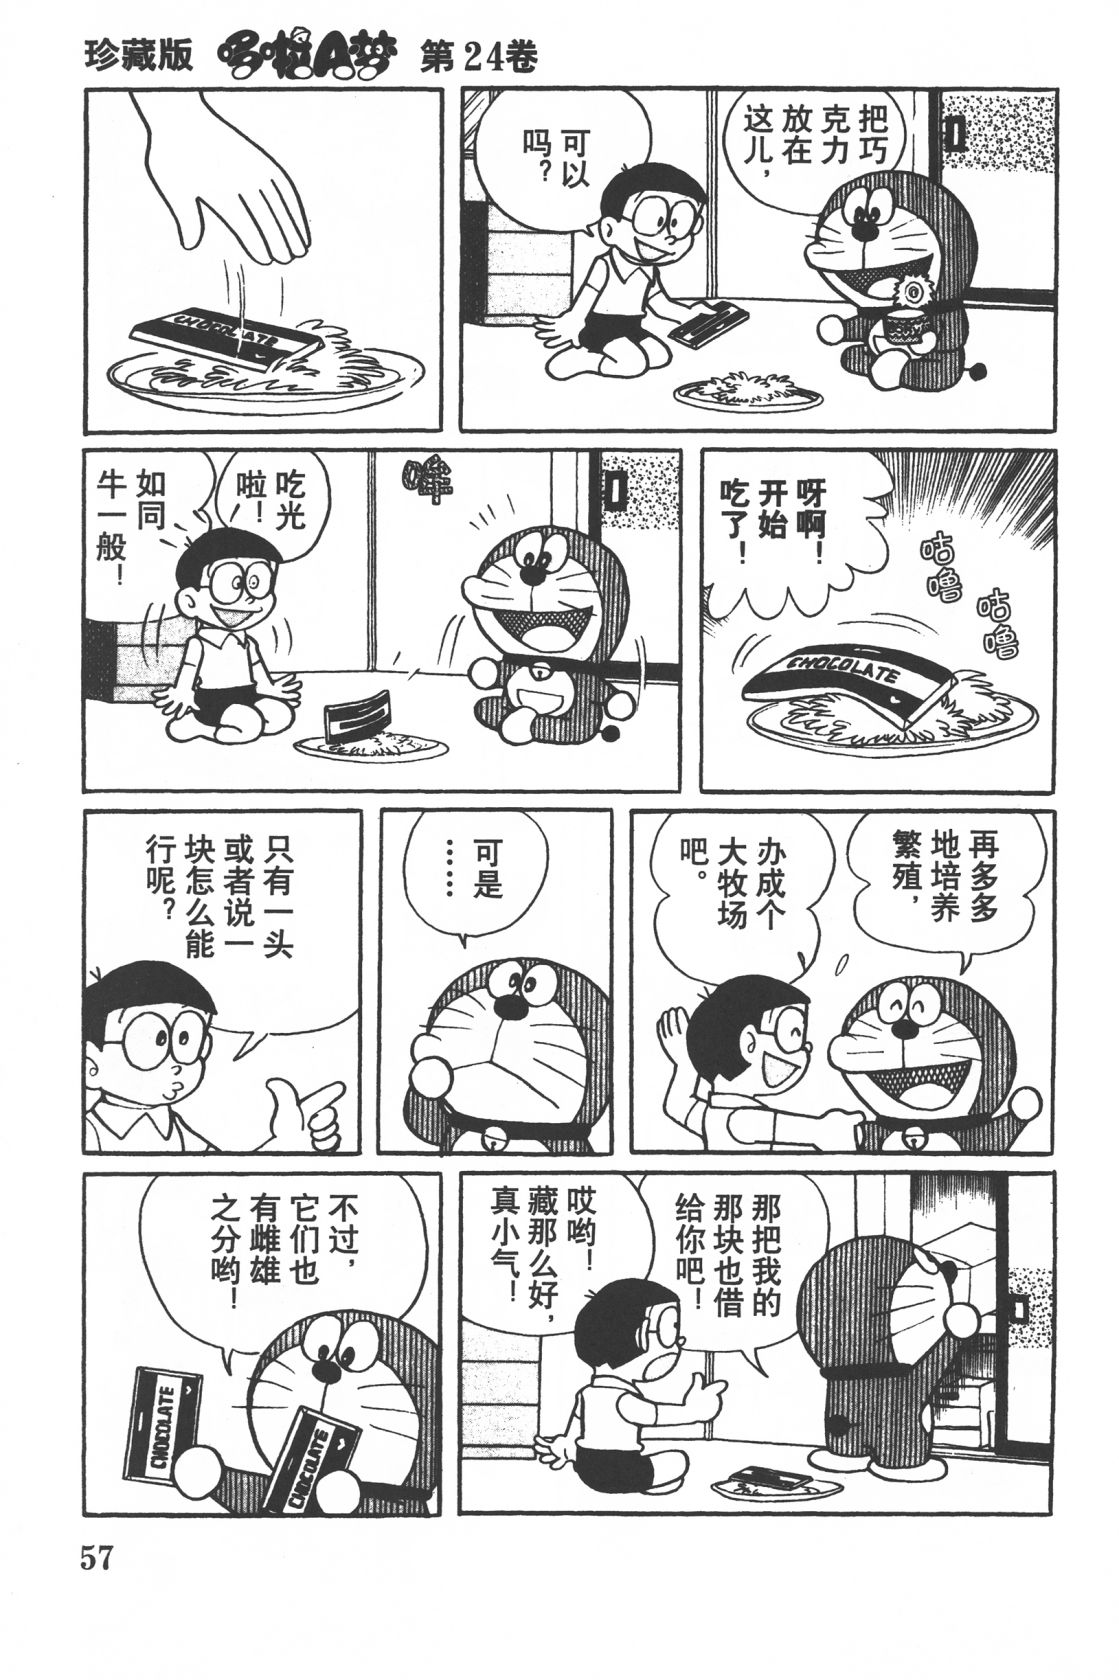 珍藏版 哆啦A梦 第24卷
把巧
克力
放在
这儿,
可以
吗?
CHOCOLATE
呀啊!
开始
吃了!
咕噜
咕噜
CHOCOLATE
哞
吃光
啦!
如同
牛一般!
再多多
地培养
繁殖,
办成个
大牧场
吧。
可是
……
只有一头
或者说一
块怎么能
行呢?
那把我的
那块也借
给你吧!
哎哟!
藏那么好,
真小气!
不过,
它们也
有雌雄
之分哟!
CHOCOLATE
CHOCOLATE
57